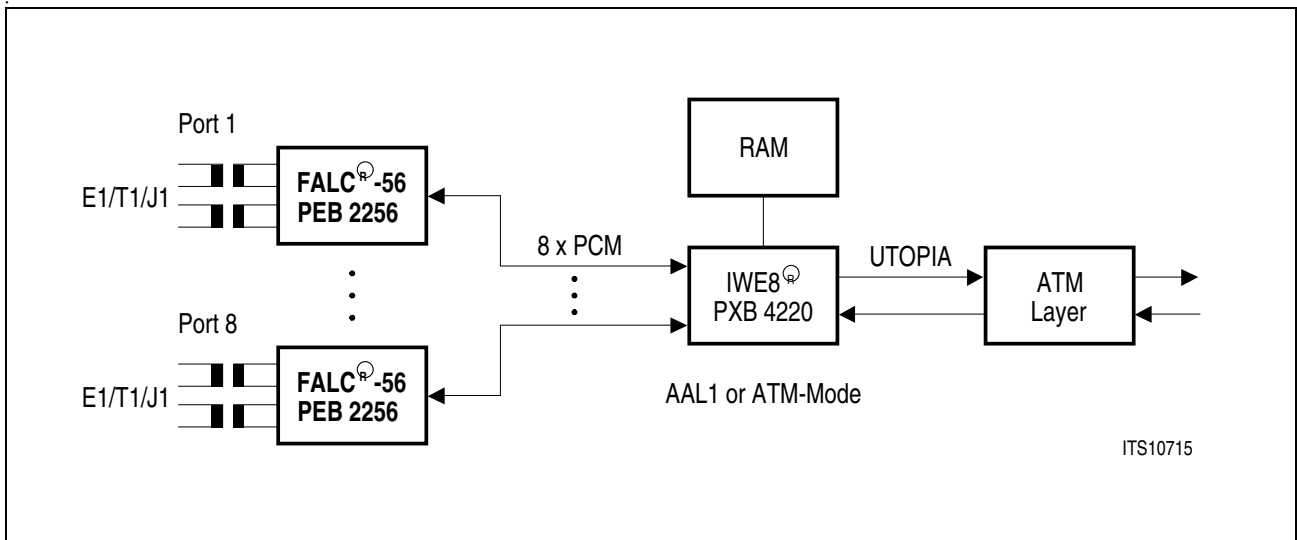 Port 1
E1/T1/J1
FALC®-56
PEB 2256
8 x PCM
RAM
IWE8®
PXB 4220
UTOPIA
ATM
Layer
Port 8
E1/T1/J1
FALC®-56
PEB 2256
AAL1 or ATM-Mode
ITS10715